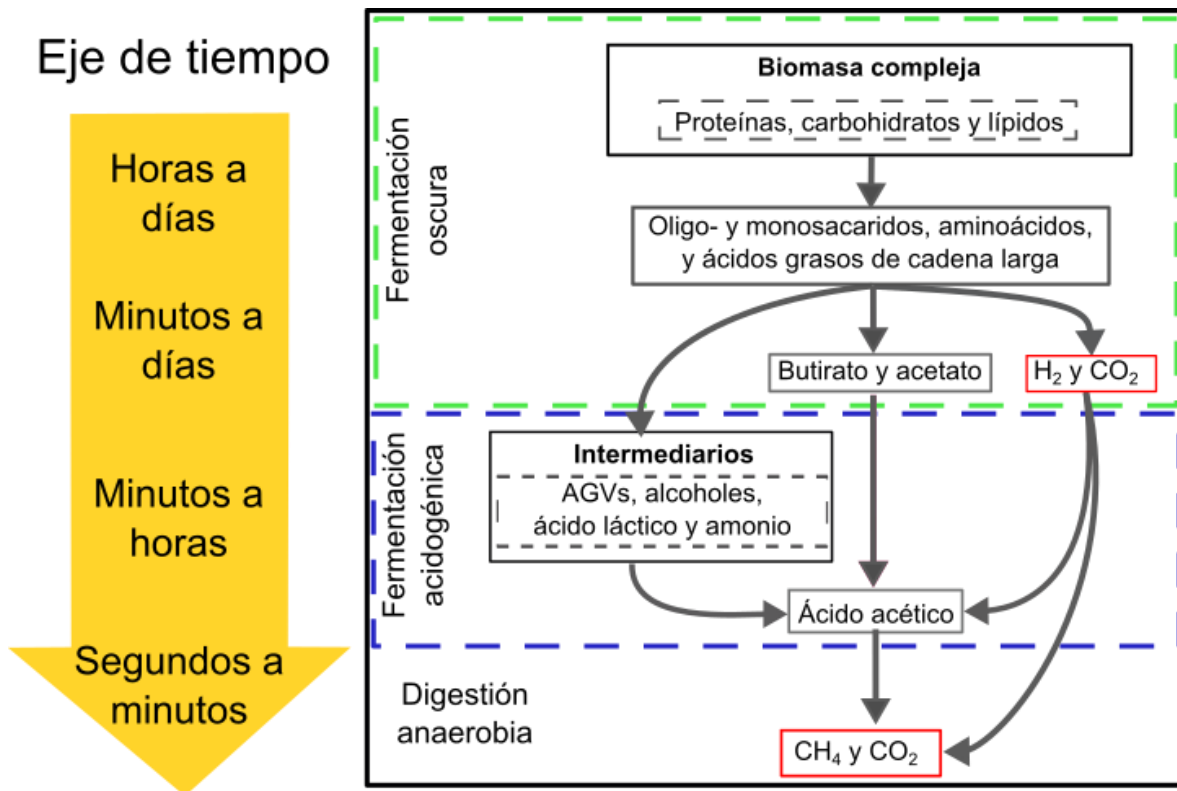 Eje de tiempo
Horas a
días
Minutos a
días
Minutos a
horas
Segundos a
minutos
Fermentación
oscura
Biomasa compleja
Proteínas, carbohidratos y lípidos
Oligo- y monosacaridos, aminoácidos,
y ácidos grasos de cadena larga
Butirato y acetato
H₂ y CO₂
Fermentación
acidogénica
Intermediarios
AGVs, alcoholes,
ácido láctico y amonio
Ácido acético
Digestión
anaerobia
CH₄ y CO₂